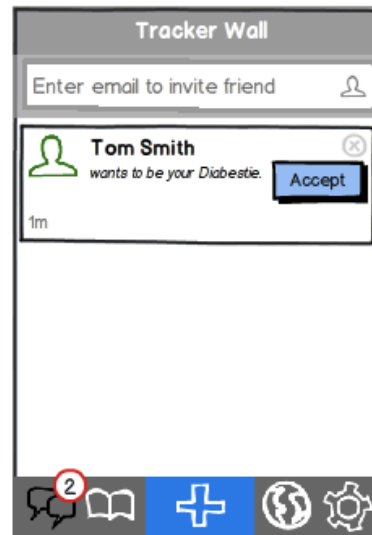 Tracker Wall
Enter email to invite friend
Tom Smith
wants to be your Diabestie.
Accept
1m
2